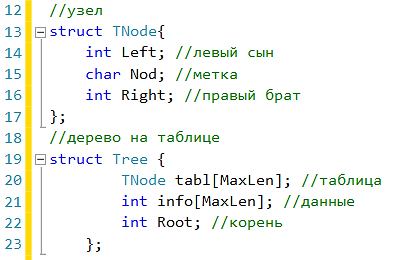 12 //узел
13 struct TNode{
14 int Left; //левый сын
15 char Nod; //метка
16 int Right; //правый брат
17 };
18 //дерево на таблице
19 struct Tree {
20 TNode tabl[MaxLen]; //таблица
21 int info[MaxLen]; //данные
22 int Root; //корень
23 };